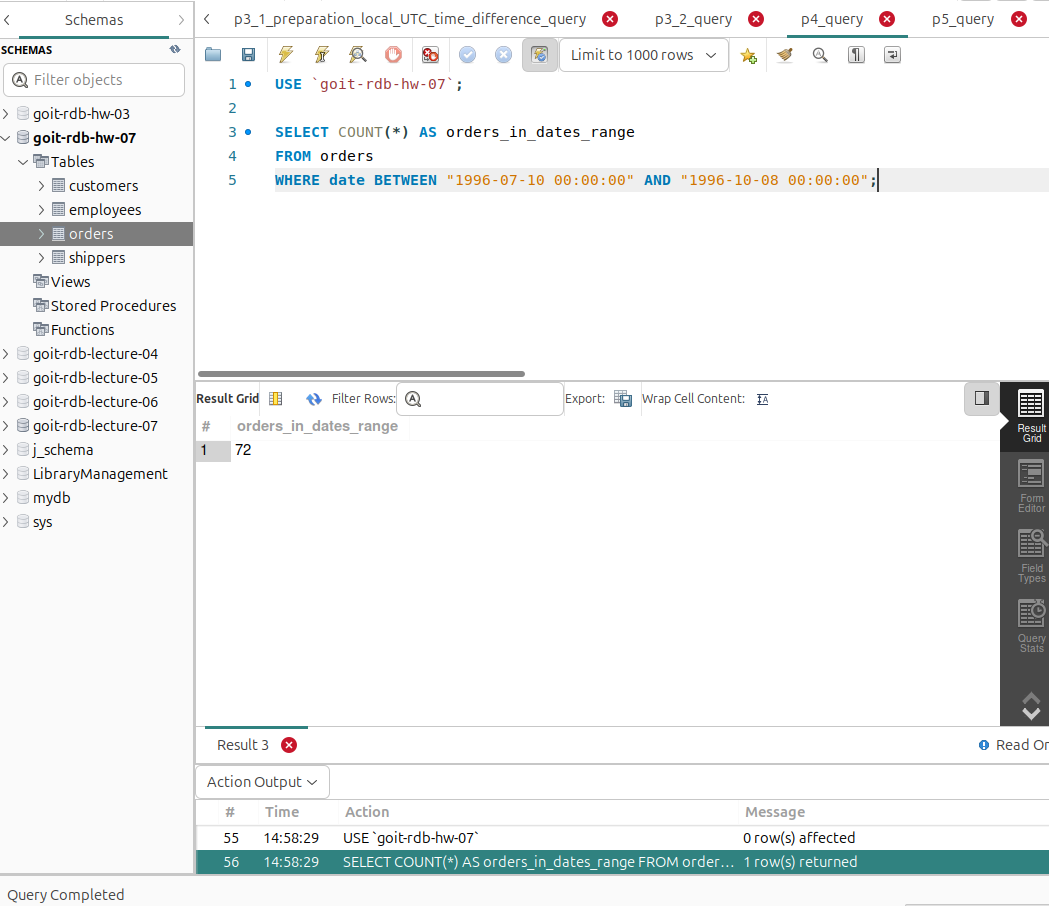 Schemas
SCHEMAS
Filter objects
goit-rdb-hw-03
goit-rdb-hw-07
Tables
customers
employees
orders
shippers
Views
Stored Procedures
Functions
goit-rdb-lecture-04
goit-rdb-lecture-05
goit-rdb-lecture-06
goit-rdb-lecture-07
j_schema
LibraryManagement
mydb
sys
p3_1_preparation_local_UTC_time_difference_query p3_2_query p4_query p5_query
Limit to 1000 rows
1 USE `goit-rdb-hw-07`;
2
3 SELECT COUNT(*) AS orders_in_dates_range
4 FROM orders
5 WHERE date BETWEEN "1996-07-10 00:00:00" AND "1996-10-08 00:00:00";
Result Grid Filter Rows: Export: Wrap Cell Content:
# orders_in_dates_range
1 72
Result
Grid
Form
Editor
Field
Types
Query
Stats
Result 3 Read Or
Action Output
# Time Action Message
55 14:58:29 USE `goit-rdb-hw-07` 0 row(s) affected
56 14:58:29 SELECT COUNT(*) AS orders_in_dates_range FROM order... 1 row(s) returned
Query Completed